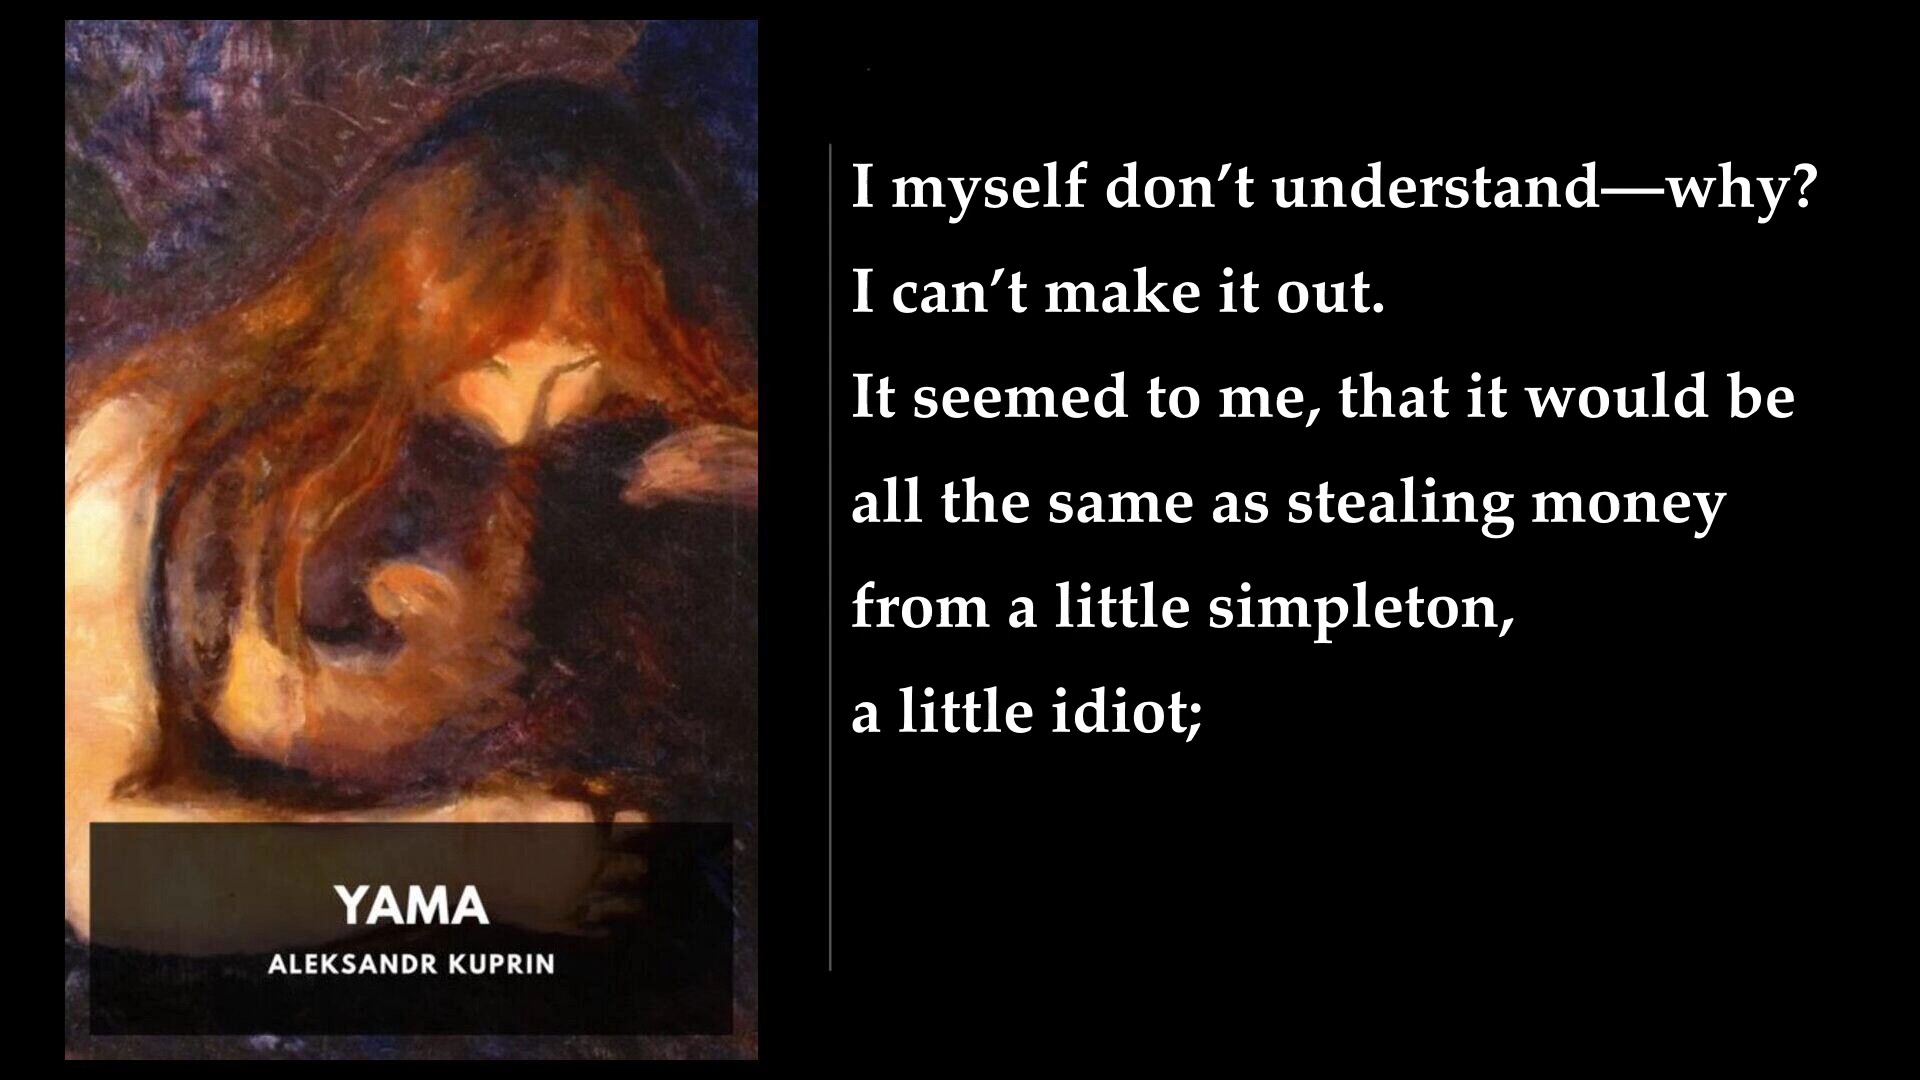 YAMA
ALEKSANDR KUPRIN
I myself don’t understand—why?
I can’t make it out.
It seemed to me, that it would be
all the same as stealing money
from a little simpleton,
a little idiot;